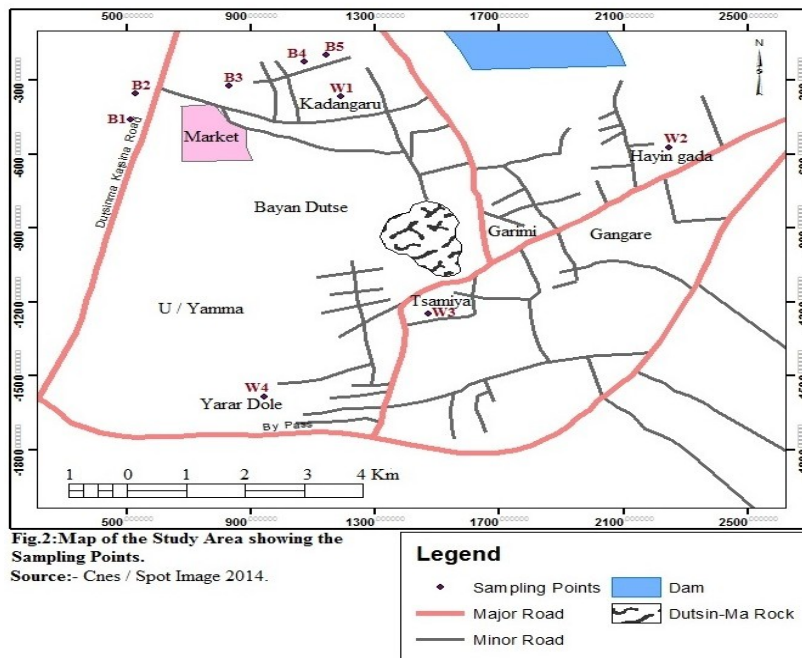 B5
B4
B3
B2
W1
Kadangaru
B1
Market
W2
Hayin gada
Dutsinma Katsina Road
Bayan Dutse
Garimi
Gangare
U / Yamma
Tsamiya
W3
W4
Yarar Dole
By Pass
N
-300
-600
-900
-1200
-1500
-1800
1 0 1 2 3 4 Km
500 900 1300 1700 2100 2500
500 900 1300 1700 2100 2500
Fig.2:Map of the Study Area showing the
Sampling Points.
Source:- Cnes / Spot Image 2014.
Legend
Sampling Points
Dam
Major Road
Dutsin-Ma Rock
Minor Road